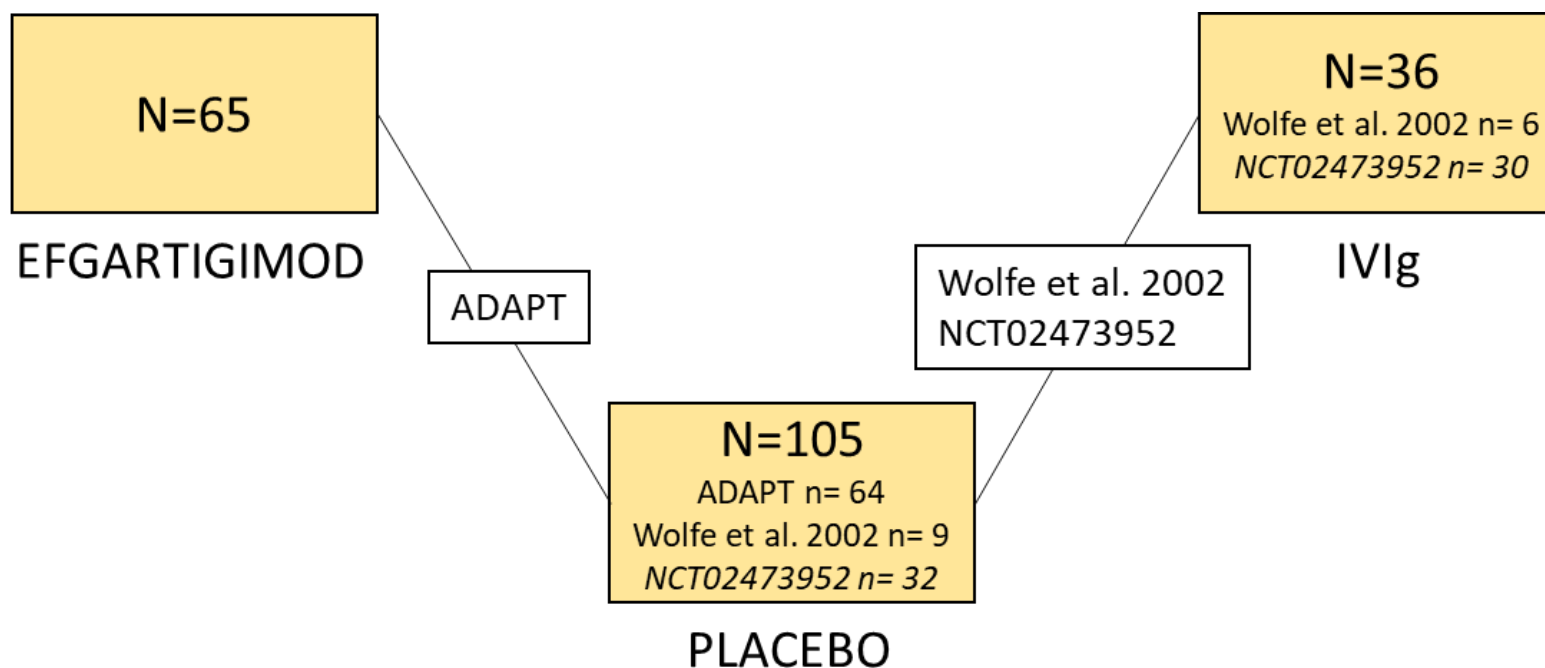 N=65
EFGARTIGIMOD
ADAPT
N=105
ADAPT n= 64
Wolfe et al. 2002 n= 9
NCT02473952 n= 32
PLACEBO
Wolfe et al. 2002
NCT02473952
N=36
Wolfe et al. 2002 n= 6
NCT02473952 n= 30
IVIg